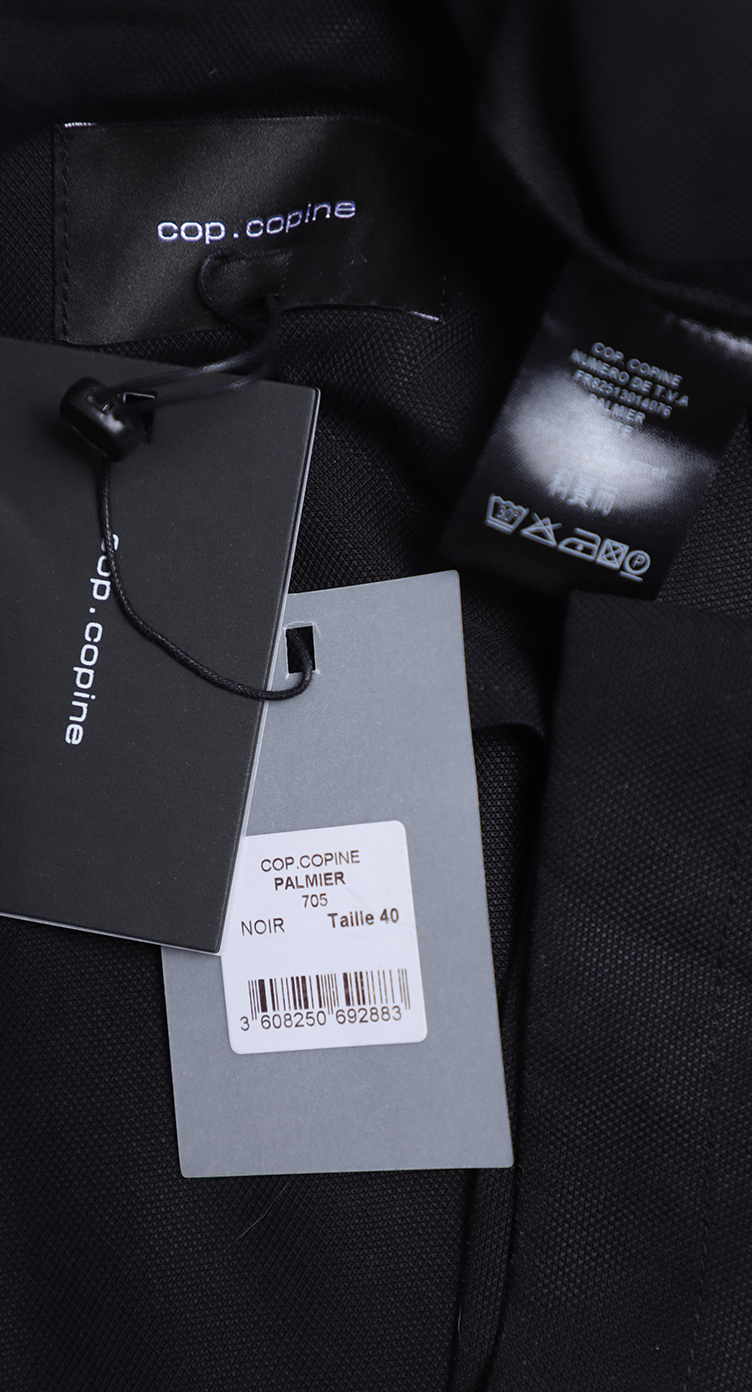 cop.copine
COP.COPINE
NUMERO DE T.V.A
PALMIER
30°
P
cop.copine
COP.COPINE
PALMIER
705
NOIR Taille 40
3 608250 692883